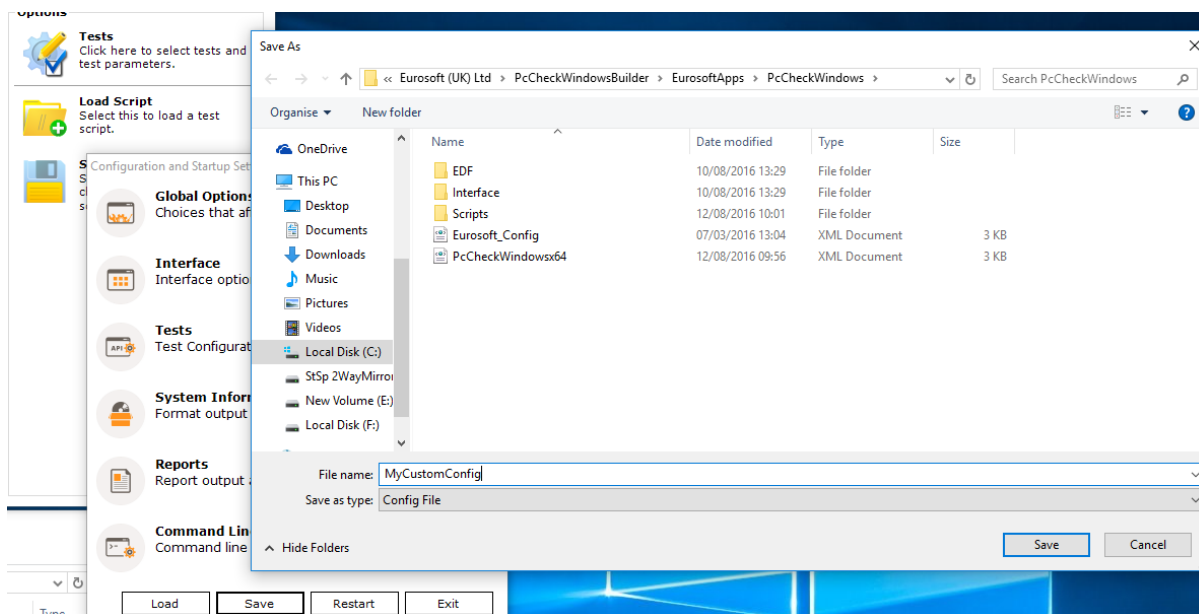 Options
Tests
Click here to select tests and
test parameters.
Load Script
Select this to load a test
script.
Configuration and Startup Set
Global Options
Choices that af
Interface
Interface optio
Tests
Test Configurat
API
System Inforr
Format output
Reports
Report output
Command Lin
Command line
Load
Save
Restart
Exit
Type
Save As
« Eurosoft (UK) Ltd > PcCheckWindowsBuilder > EurosoftApps > PcCheckWindows >
Search PcCheckWindows
Organise
New folder
OneDrive
This PC
Desktop
Documents
Downloads
Music
Pictures
Videos
Local Disk (C:)
StSp 2WayMirror
New Volume (E:)
Local Disk (F:)
Name Date modified Type Size
EDF 10/08/2016 13:29 File folder
Interface 10/08/2016 13:29 File folder
Scripts 12/08/2016 10:01 File folder
Eurosoft_Config 07/03/2016 13:04 XML Document 3 KB
PcCheckWindowsx64 12/08/2016 09:56 XML Document 3 KB
File name: MyCustomConfig
Save as type: Config File
Hide Folders
Save
Cancel